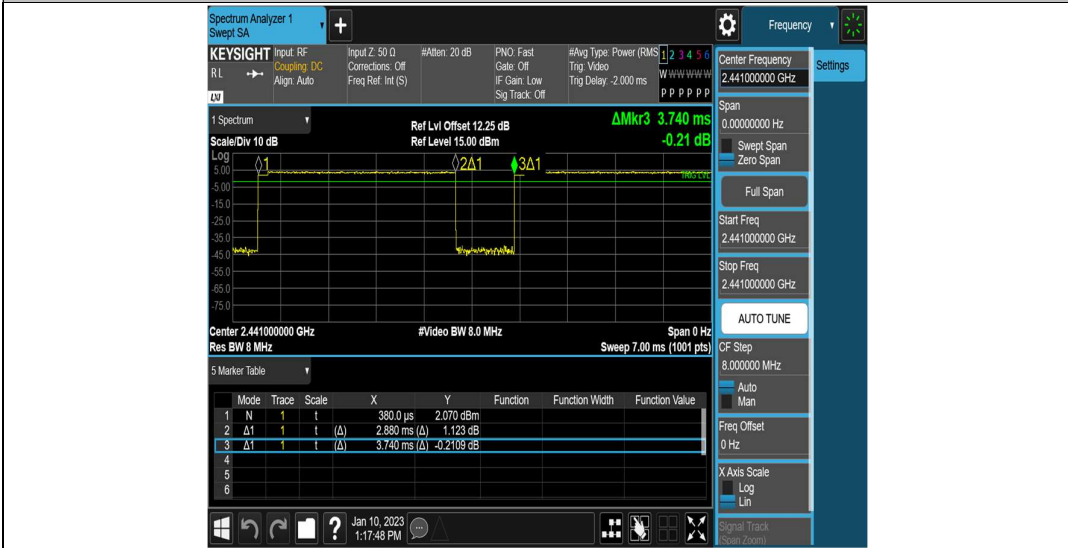 Spectrum Analyzer 1
Swept SA
+
Frequency
KEYSIGHT
RL
LXI
Input: RF
Coupling: DC
Align: Auto
Input Z: 50 Ω
Corrections: Off
Freq Ref: Int (S)
#Atten: 20 dB
PNO: Fast
Gate: Off
IF Gain: Low
Sig Track: Off
#Avg Type: Power (RMS
Trig: Video
Trig Delay: -2.000 ms
1 2 3 4 5 6
W W W W W W
P P P P P P
1 Spectrum
Scale/Div 10 dB
Ref Lvl Offset 12.25 dB
Ref Level 15.00 dBm
ΔMkr3 3.740 ms
-0.21 dB
Log
5.00
-5.00
-15.0
-25.0
-35.0
-45.0
-55.0
-65.0
-75.0
1
2Δ1
3Δ1
TRIG LVL
Center 2.441000000 GHz
#Video BW 8.0 MHz
Span 0 Hz
Res BW 8 MHz
Sweep 7.00 ms (1001 pts)
5 Marker Table
Mode Trace Scale X Y Function Function Width Function Value
1 N 1 t 380.0 µs 2.070 dBm
2 Δ1 1 t (Δ) 2.880 ms (Δ) 1.123 dB
3 Δ1 1 t (Δ) 3.740 ms (Δ) -0.2109 dB
4
5
6
?
Jan 10, 2023
1:17:48 PM
Center Frequency
2.441000000 GHz
Span
0.00000000 Hz
Swept Span
Zero Span
Full Span
Start Freq
2.441000000 GHz
Stop Freq
2.441000000 GHz
AUTO TUNE
CF Step
8.000000 MHz
Auto
Man
Freq Offset
0 Hz
X Axis Scale
Log
Lin
Signal Track
(Span Zoom)
Settings